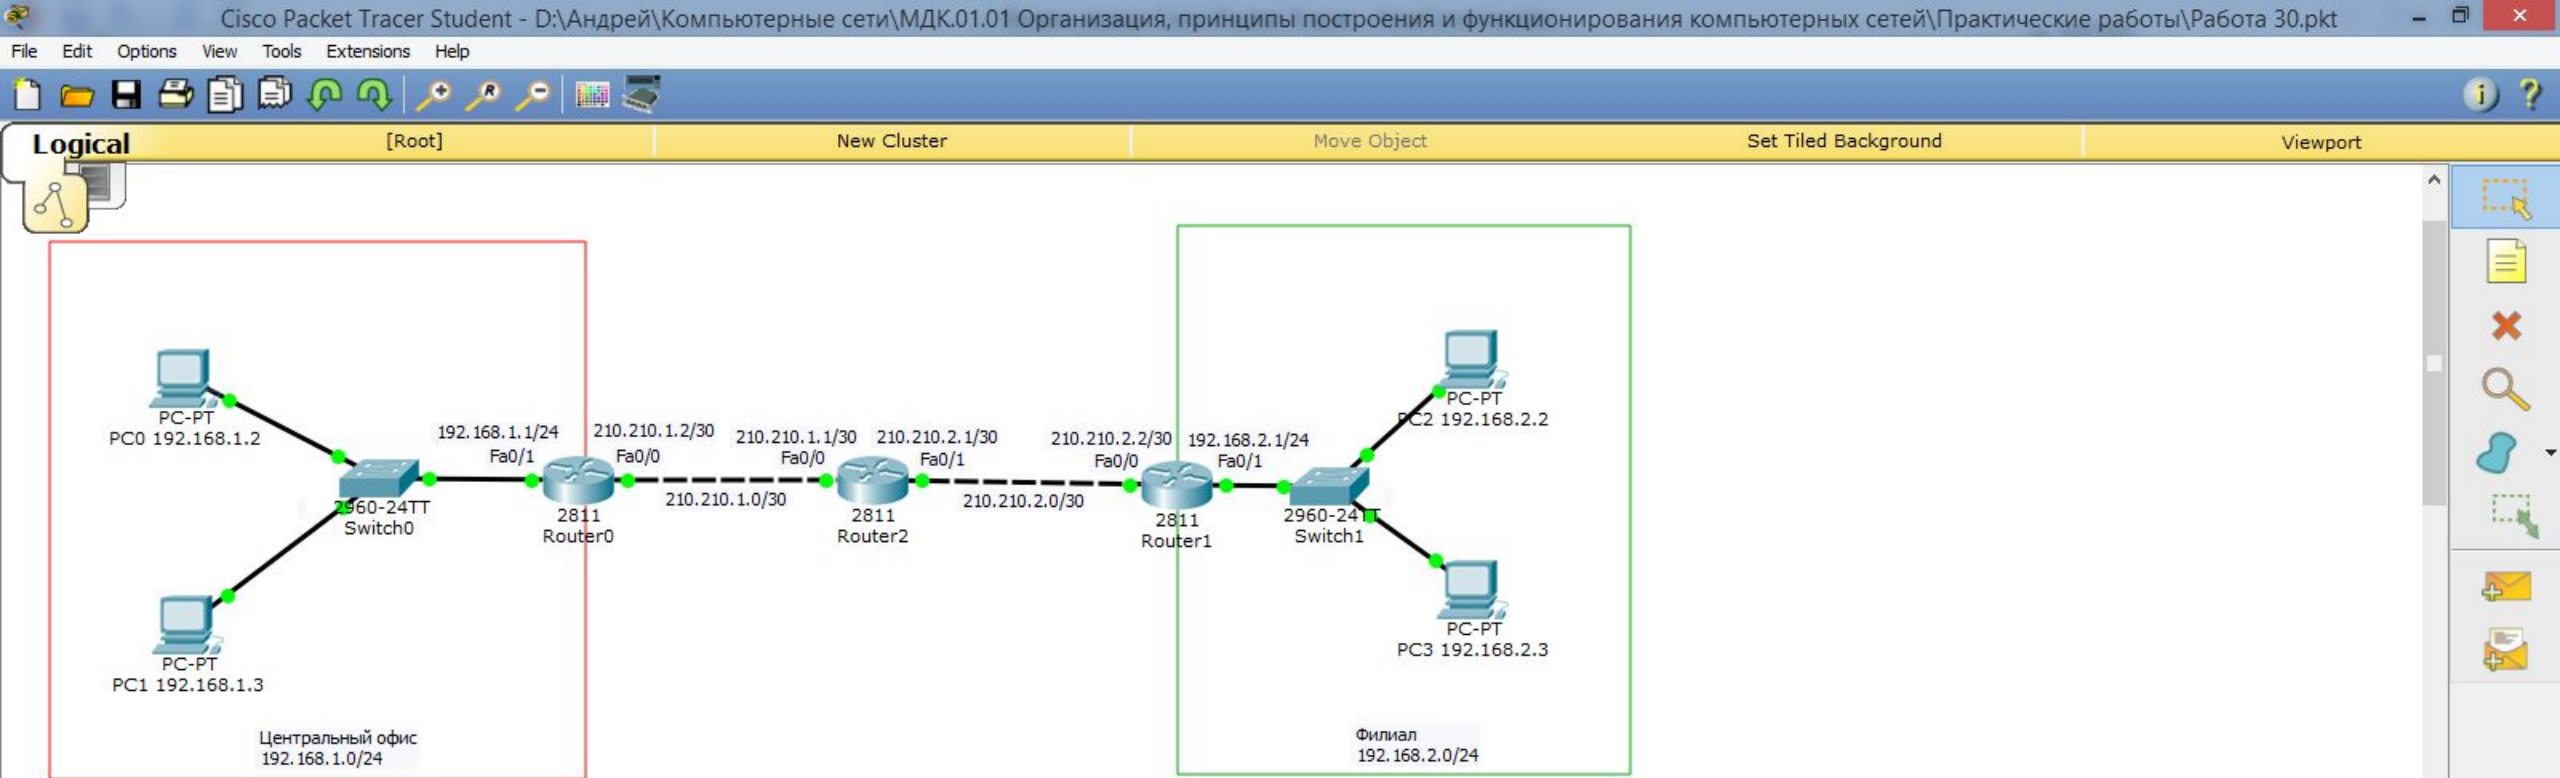 Cisco Packet Tracer Student - D:\Андрей\Компьютерные сети\МДК.01.01 Организация, принципы построения и функционирования компьютерных сетей\Практические работы\Работа 30.pkt
File Edit Options View Tools Extensions Help
Logical [Root] New Cluster Move Object Set Tiled Background Viewport
PC-PT
PC0 192.168.1.2
PC-PT
PC1 192.168.1.3
2960-24TT
Switch0
192.168.1.1/24
Fa0/1
2811
Router0
210.210.1.2/30
Fa0/0
210.210.1.0/30
210.210.1.1/30
Fa0/0
2811
Router2
210.210.2.1/30
Fa0/1
210.210.2.0/30
210.210.2.2/30
Fa0/0
2811
Router1
192.168.2.1/24
Fa0/1
2960-24TT
Switch1
PC-PT
PC2 192.168.2.2
PC-PT
PC3 192.168.2.3
Центральный офис
192.168.1.0/24
Филиал
192.168.2.0/24